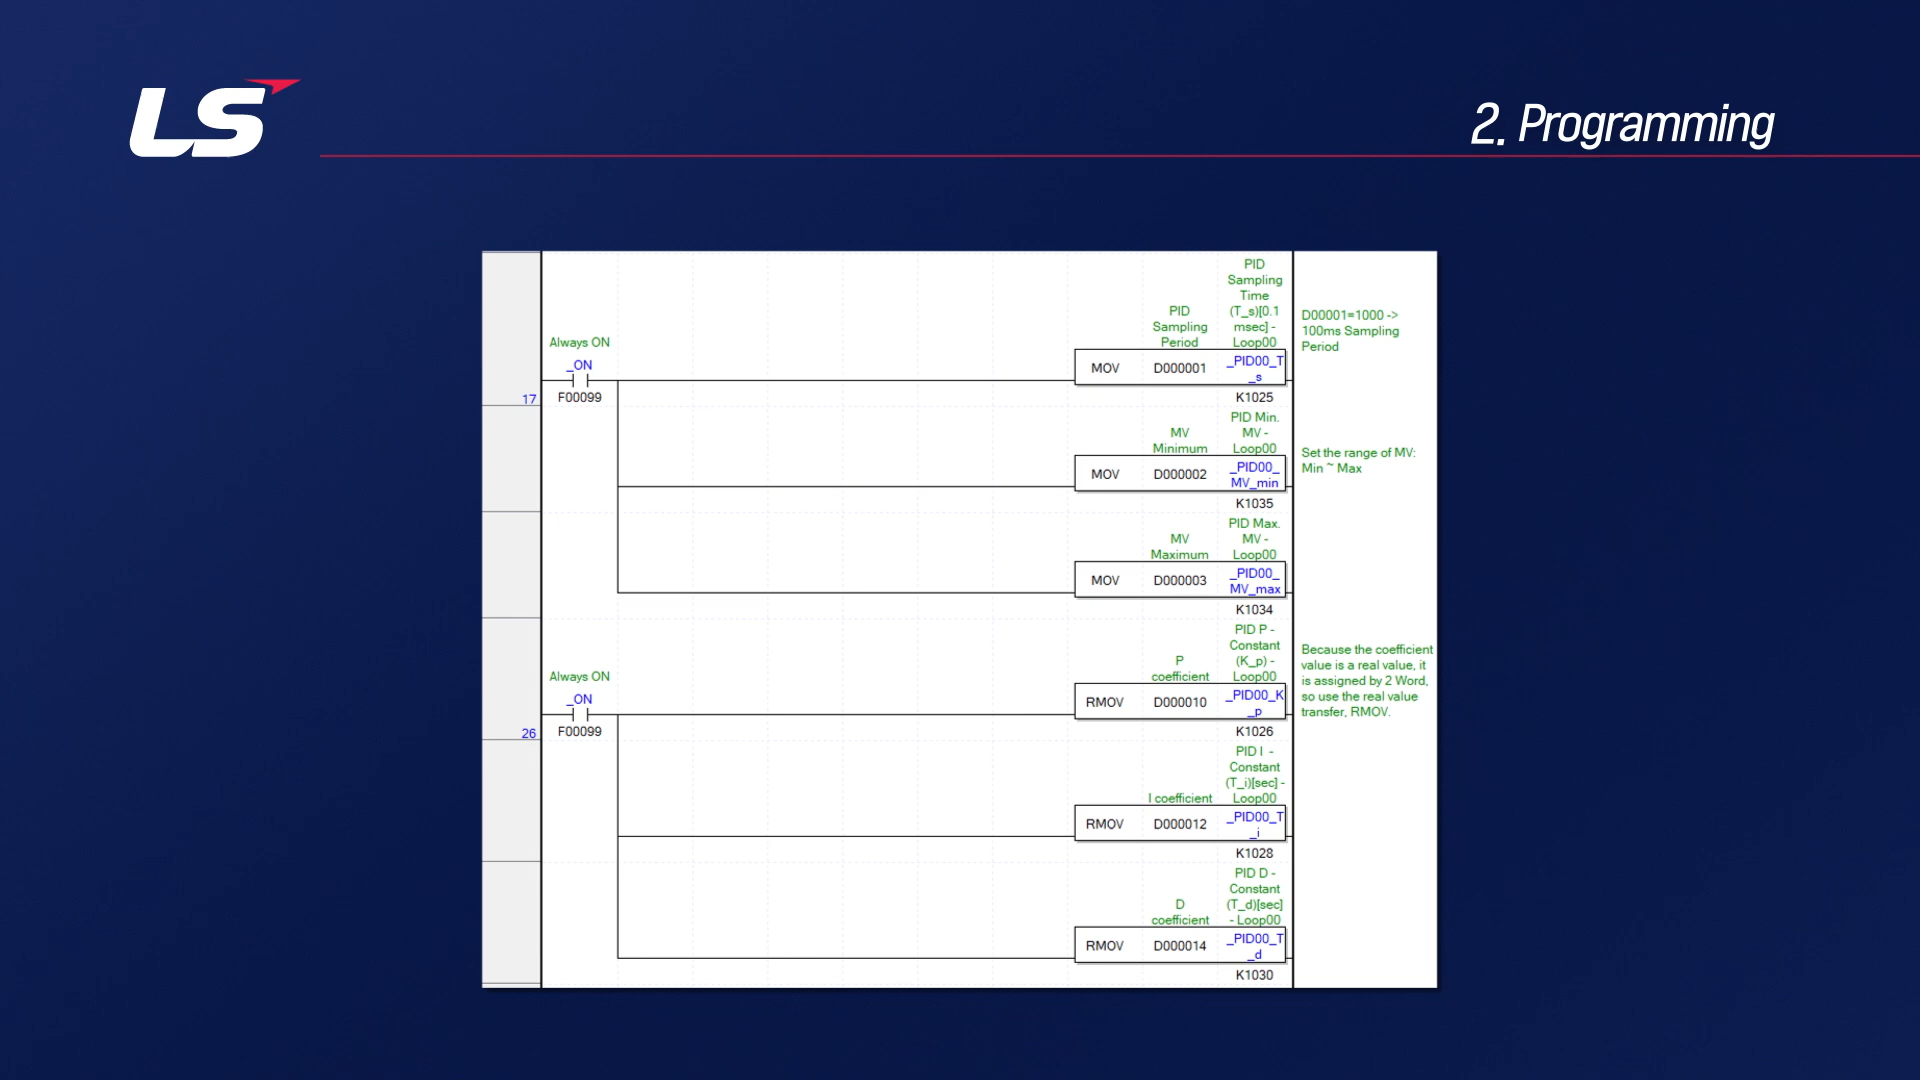 LS
2. Programming
PID
Sampling
Time
(T_s)[0.1
msec] -
Loop00
PID
Sampling
Period
D00001=1000 ->
100ms Sampling
Period
Always ON
_ON
MOV D000001 _PID00_T
_s
17
F00099
K1025
PID Min.
MV -
Loop00
MV
Minimum
Set the range of MV:
Min ~ Max
MOV D000002 _PID00_
MV_min
K1035
PID Max.
MV -
Loop00
MV
Maximum
MOV D000003 _PID00_
MV_max
K1034
PID P -
Constant
(K_p) -
Loop00
P
coefficient
Because the coefficient
value is a real value, it
is assigned by 2 Word,
so use the real value
transfer, RMOV.
Always ON
_ON
RMOV D000010 _PID00_K
_p
26
F00099
K1026
PID I -
Constant
(T_i)[sec] -
Loop00
I coefficient
RMOV D000012 _PID00_T
_i
K1028
PID D -
Constant
(T_d)[sec]
- Loop00
D
coefficient
RMOV D000014 _PID00_T
_d
K1030